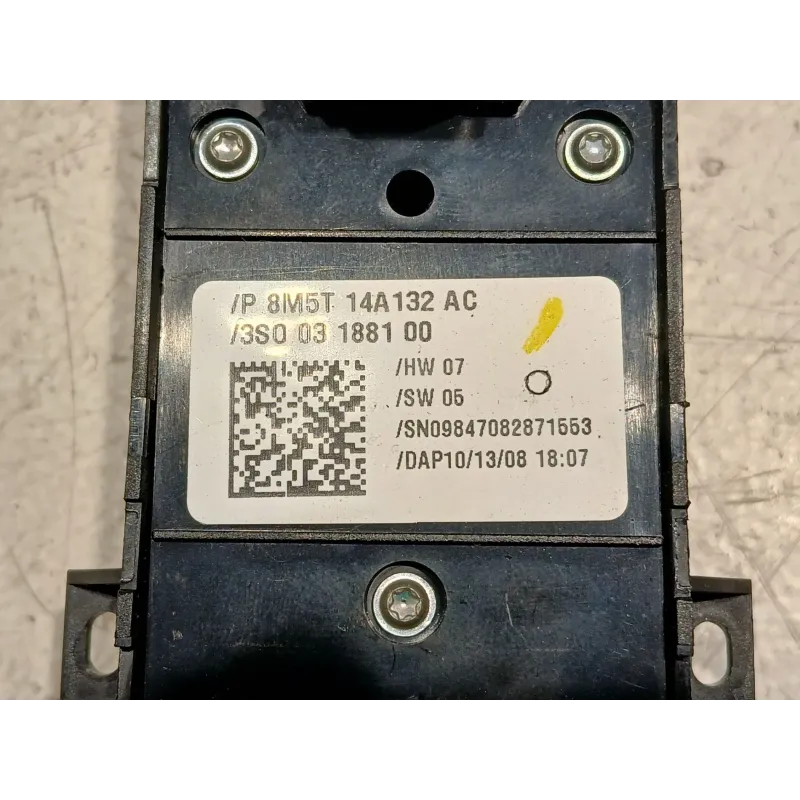 /P 8M5T 14A132 AC
/3S0 03 1881 00
/HW 07
/SW 05
/SN09847082871553
/DAP10/13/08 18:07